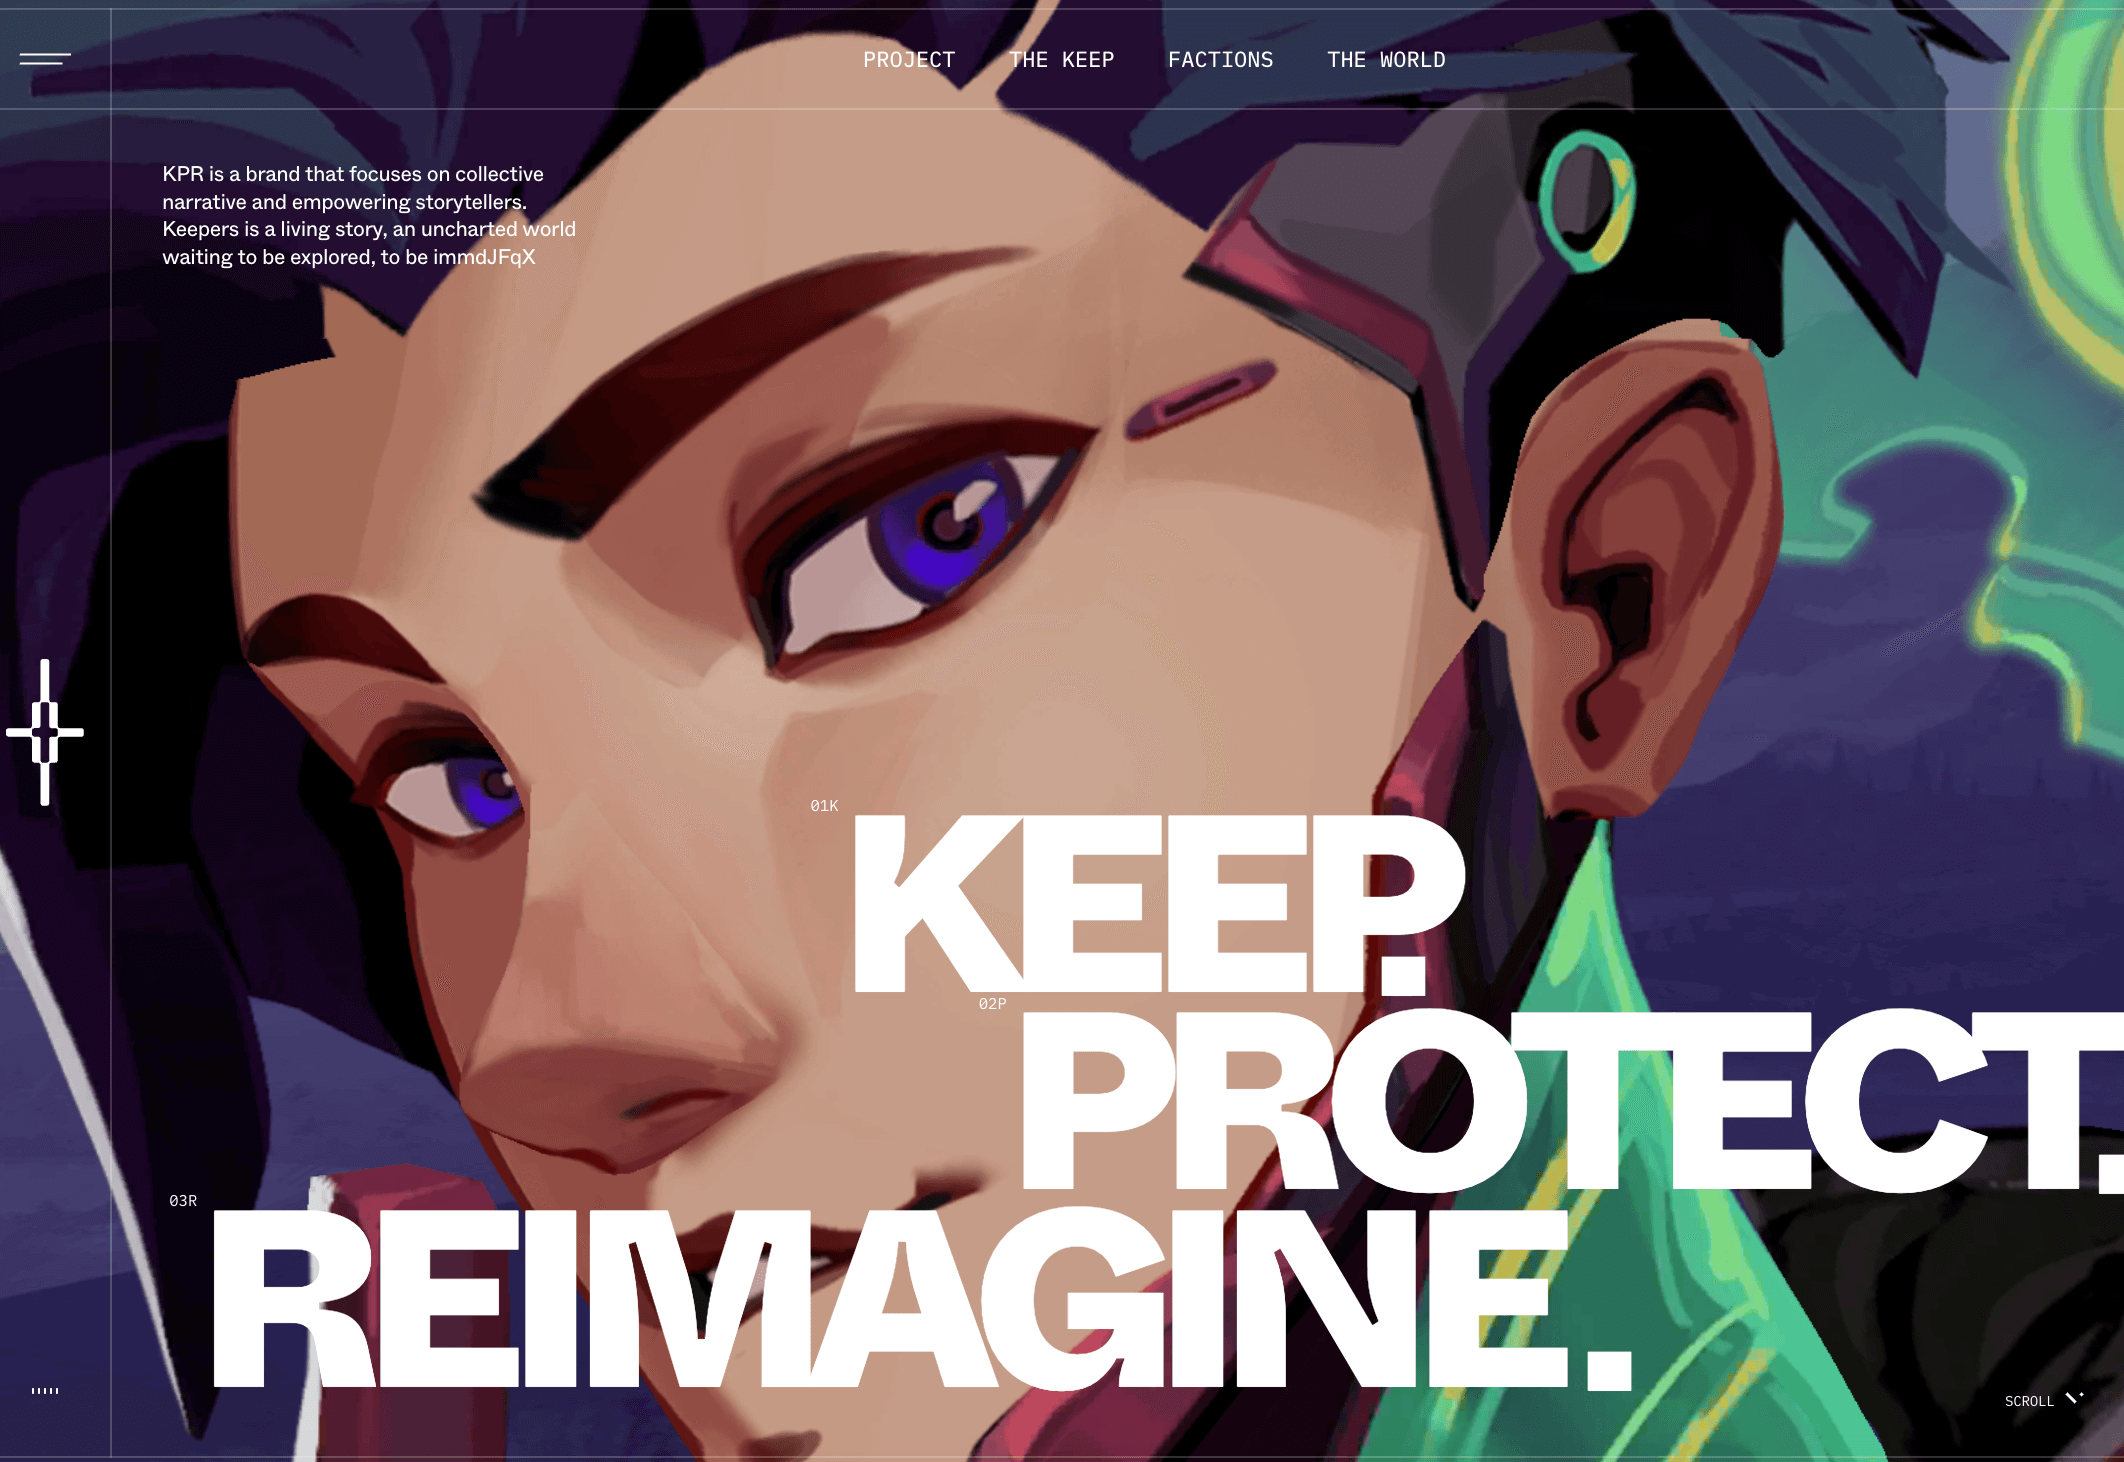 PROJECT THE KEEP FACTIONS THE WORLD
KPR is a brand that focuses on collective
narrative and empowering storytellers.
Keepers is a living story, an uncharted world
waiting to be explored, to be immdJFqX
01K
KEEP.
02P
PROTECT.
03R
REIMAGINE.
SCROLL